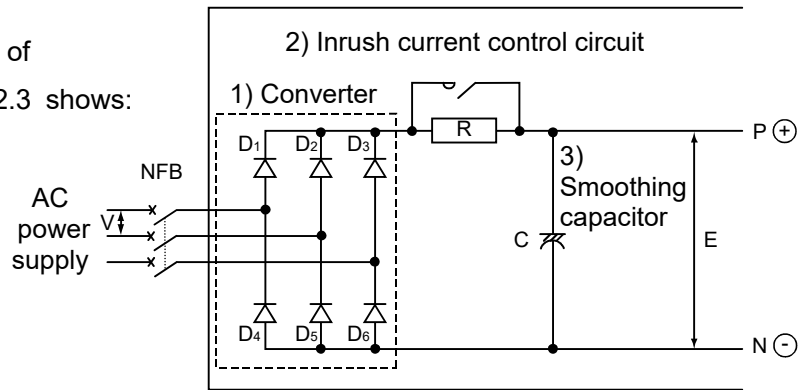 of
2.3 shows:
2) Inrush current control circuit
1) Converter
R
P +
D1 D2 D3
3)
Smoothing
capacitor
NFB
AC
power
supply
V
C
E
D4 D5 D6
N -